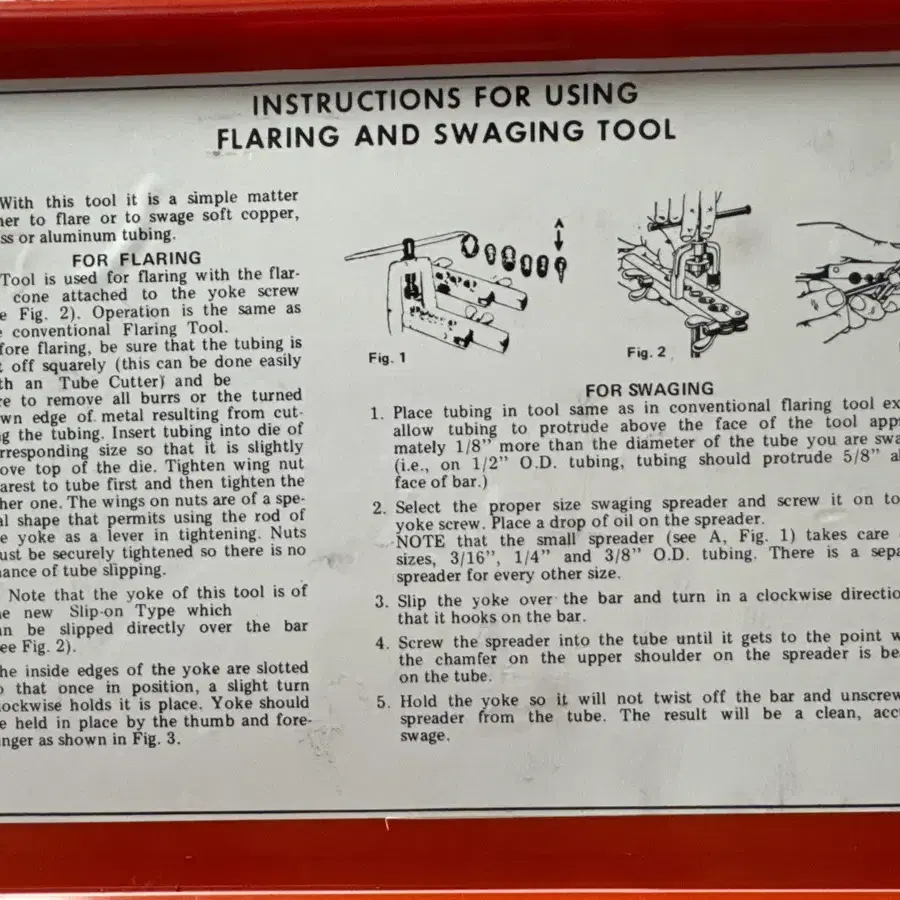 INSTRUCTIONS FOR USING
FLARING AND SWAGING TOOL
With this tool it is a simple matter
to flare or to swage soft copper,
or aluminum tubing.
FOR FLARING
Tool is used for flaring with the flar-
cone attached to the yoke screw
Fig. 2). Operation is the same as
conventional Flaring Tool.
fore flaring, be sure that the tubing is
off squarely (this can be done easily
an Tube Cutter) and be
to remove all burrs or the turned
edge of metal resulting from cut-
the tubing. Insert tubing into die of
rresponding size so that it is slightly
top of the die. Tighten wing nut
arest to tube first and then tighten the
her one. The wings on nuts are of a spe-
shape that permits using the rod of
yoke as a lever in tightening. Nuts
ust be securely tightened so there is no
ance of tube slipping.
Note that the yoke of this tool is of
new Slip-on Type which
be slipped directly over the bar
Fig. 2).
he inside edges of the yoke are slotted
that once in position, a slight turn
ockwise holds it is place. Yoke should
held in place by the thumb and fore-
nger as shown in Fig. 3.
A
Fig. 1
Fig. 2
FOR SWAGING
1. Place tubing in tool same as in conventional flaring tool ex
allow tubing to protrude above the face of the tool app
mately 1/8" more than the diameter of the tube you are swa
(i.e., on 1/2" O.D. tubing, tubing should protrude 5/8" a
face of bar.)
2. Select the proper size swaging spreader and screw it on to
yoke screw. Place a drop of oil on the spreader.
NOTE that the small spreader (see A, Fig. 1) takes care
sizes, 3/16", 1/4" and 3/8" O.D. tubing. There is a sepa
spreader for every other size.
3. Slip the yoke over the bar and turn in a clockwise directio
that it hooks on the bar.
4. Screw the spreader into the tube until it gets to the point w
the chamfer on the upper shoulder on the spreader is be
on the tube.
5. Hold the yoke so it will not twist off the bar and unscrew
spreader from the tube. The result will be a clean, acc
swage.